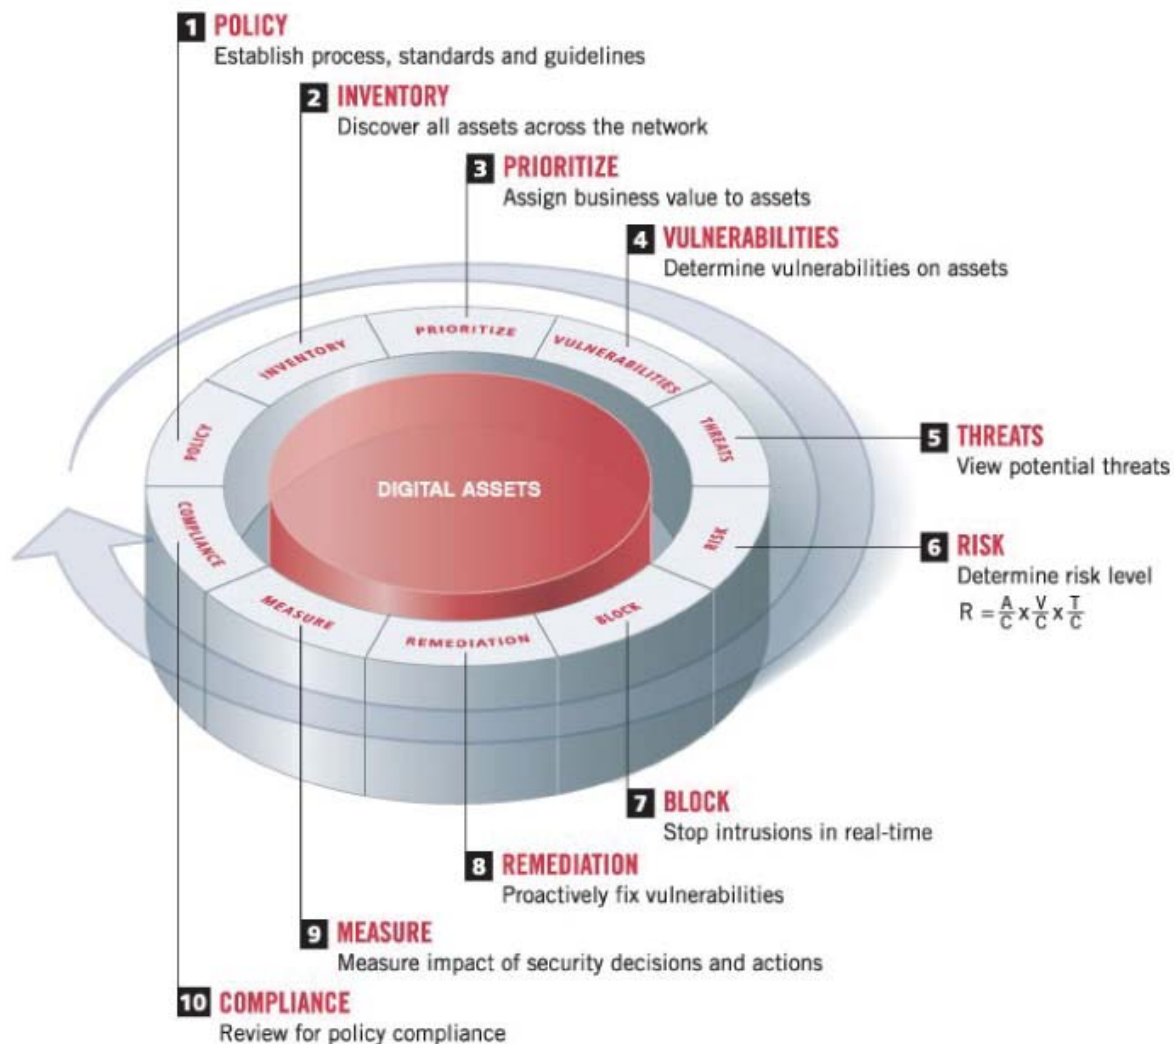 1 POLICY
Establish process, standards and guidelines
2 INVENTORY
Discover all assets across the network
3 PRIORITIZE
Assign business value to assets
4 VULNERABILITIES
Determine vulnerabilities on assets
5 THREATS
View potential threats
6 RISK
Determine risk level
R = A/C x V/C x T/C
7 BLOCK
Stop intrusions in real-time
8 REMEDIATION
Proactively fix vulnerabilities
9 MEASURE
Measure impact of security decisions and actions
10 COMPLIANCE
Review for policy compliance
POLICY
INVENTORY
PRIORITIZE
VULNERABILITIES
THREATS
RISK
BLOCK
REMEDIATION
MEASURE
COMPLIANCE
DIGITAL ASSETS